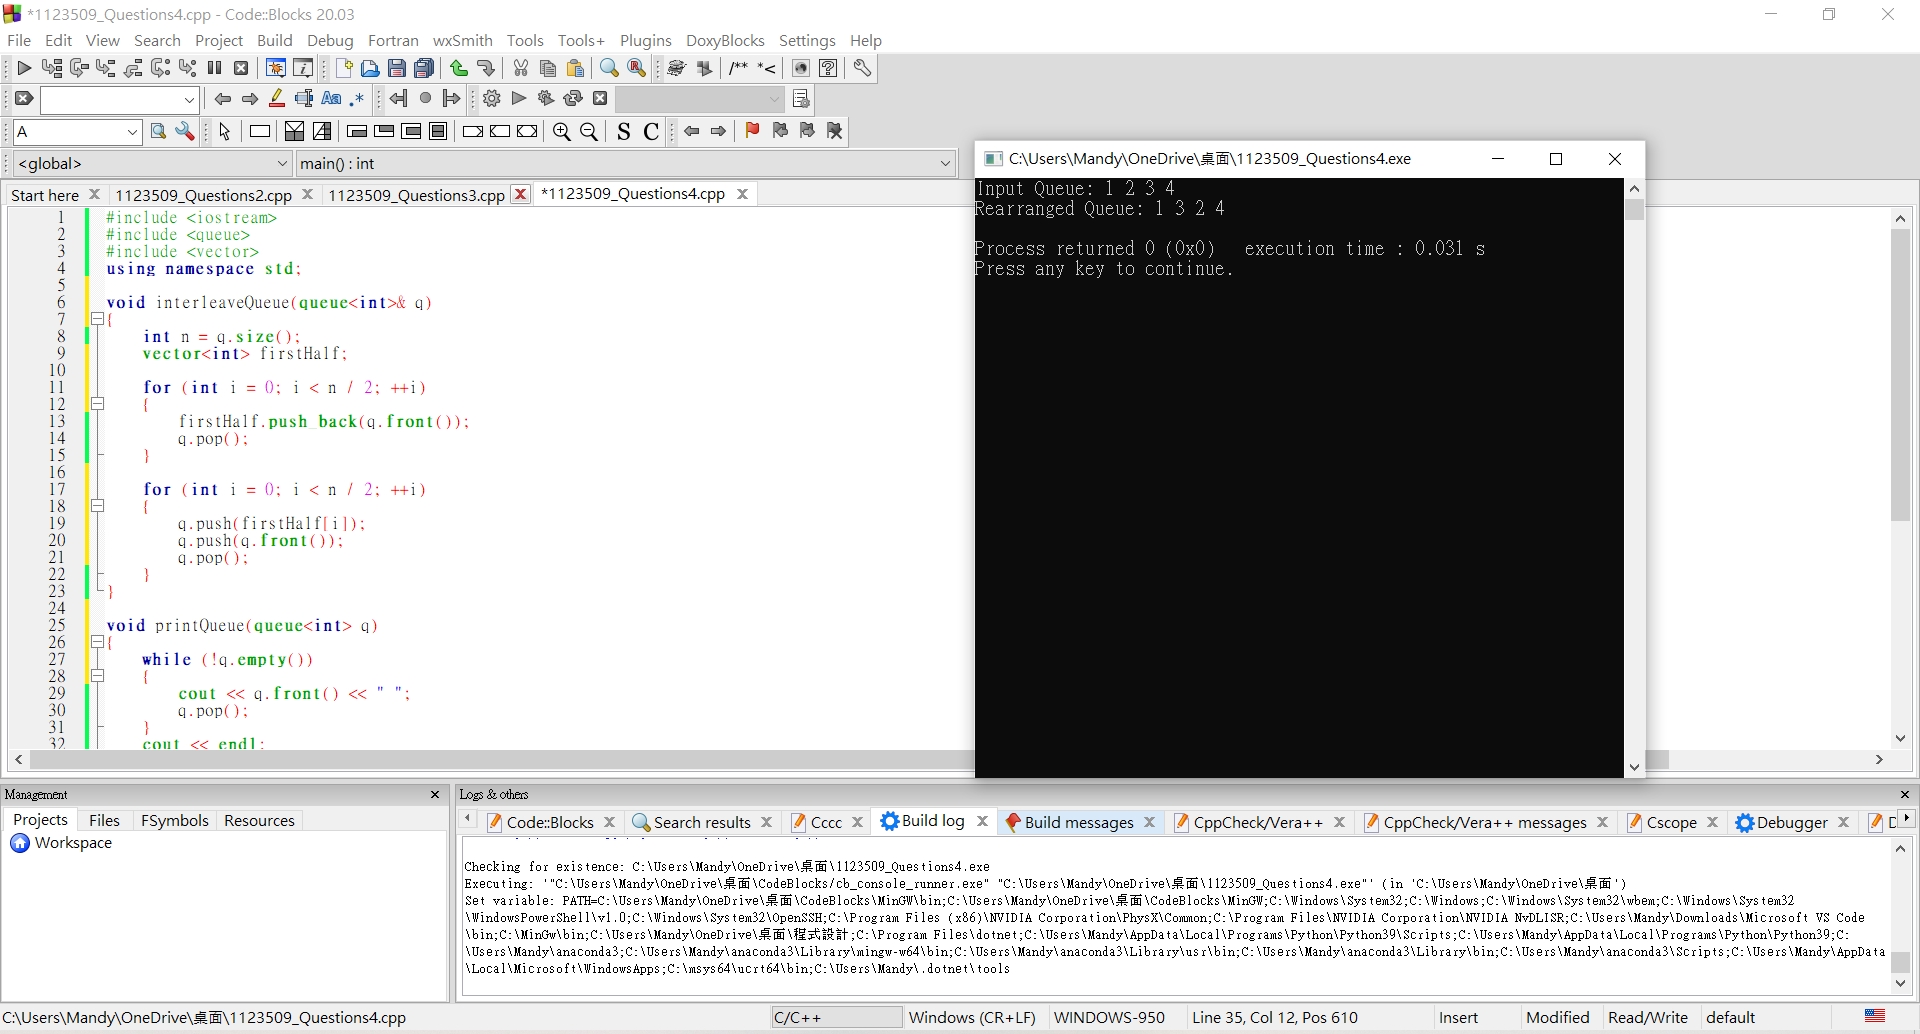 *1123509_Questions4.cpp - Code::Blocks 20.03
File Edit View Search Project Build Debug Fortran wxSmith Tools Tools+ Plugins DoxyBlocks Settings Help
/** *<
Aa .*
A S C
<global> main() : int
Start here 1123509_Questions2.cpp 1123509_Questions3.cpp *1123509_Questions4.cpp
1 #include <iostream>
2 #include <queue>
3 #include <vector>
4 using namespace std;
5
6 void interleaveQueue(queue<int>& q)
7 {
8 int n = q.size();
9 vector<int> firstHalf;
10
11 for (int i = 0; i < n / 2; ++i)
12 {
13 firstHalf.push_back(q.front());
14 q.pop();
15 }
16
17 for (int i = 0; i < n / 2; ++i)
18 {
19 q.push(firstHalf[i]);
20 q.push(q.front());
21 q.pop();
22 }
23 }
24
25 void printQueue(queue<int> q)
26 {
27 while (!q.empty())
28 {
29 cout << q.front() << " ";
30 q.pop();
31 }
32 cout << endl;
C:\Users\Mandy\OneDrive\桌面\1123509_Questions4.exe
Input Queue: 1 2 3 4
Rearranged Queue: 1 3 2 4
Process returned 0 (0x0) execution time : 0.031 s
Press any key to continue.
Management
Projects Files FSymbols Resources
Workspace
Logs & others
Code::Blocks Search results Cccc Build log Build messages CppCheck/Vera++ CppCheck/Vera++ messages Cscope Debugger
Checking for existence: C:\Users\Mandy\OneDrive\桌面\1123509_Questions4.exe
Executing: '"C:\Users\Mandy\OneDrive\桌面\CodeBlocks/cb_console_runner.exe" "C:\Users\Mandy\OneDrive\桌面\1123509_Questions4.exe"' (in 'C:\Users\Mandy\OneDrive\桌面')
Set variable: PATH=C:\Users\Mandy\OneDrive\桌面\CodeBlocks\MinGW\bin;C:\Users\Mandy\OneDrive\桌面\CodeBlocks\MinGW;C:\Windows\System32;C:\Windows;C:\Windows\System32\wbem;C:\Windows\System32
\WindowsPowerShell\v1.0;C:\Windows\System32\OpenSSH;C:\Program Files (x86)\NVIDIA Corporation\PhysX\Common;C:\Program Files\NVIDIA Corporation\NVIDIA NvDLISR;C:\Users\Mandy\Downloads\Microsoft VS Code
\bin;C:\MinGw\bin;C:\Users\Mandy\OneDrive\桌面\程式設計;C:\Program Files\dotnet;C:\Users\Mandy\AppData\Local\Programs\Python\Python39\Scripts;C:\Users\Mandy\AppData\Local\Programs\Python\Python39;C:
\Users\Mandy\anaconda3;C:\Users\Mandy\anaconda3\Library\mingw-w64\bin;C:\Users\Mandy\anaconda3\Library\usr\bin;C:\Users\Mandy\anaconda3\Library\bin;C:\Users\Mandy\anaconda3\Scripts;C:\Users\Mandy\AppData
\Local\Microsoft\WindowsApps;C:\msys64\ucrt64\bin;C:\Users\Mandy\.dotnet\tools
C:\Users\Mandy\OneDrive\桌面\1123509_Questions4.cpp C/C++ Windows (CR+LF) WINDOWS-950 Line 35, Col 12, Pos 610 Insert Modified Read/Write default